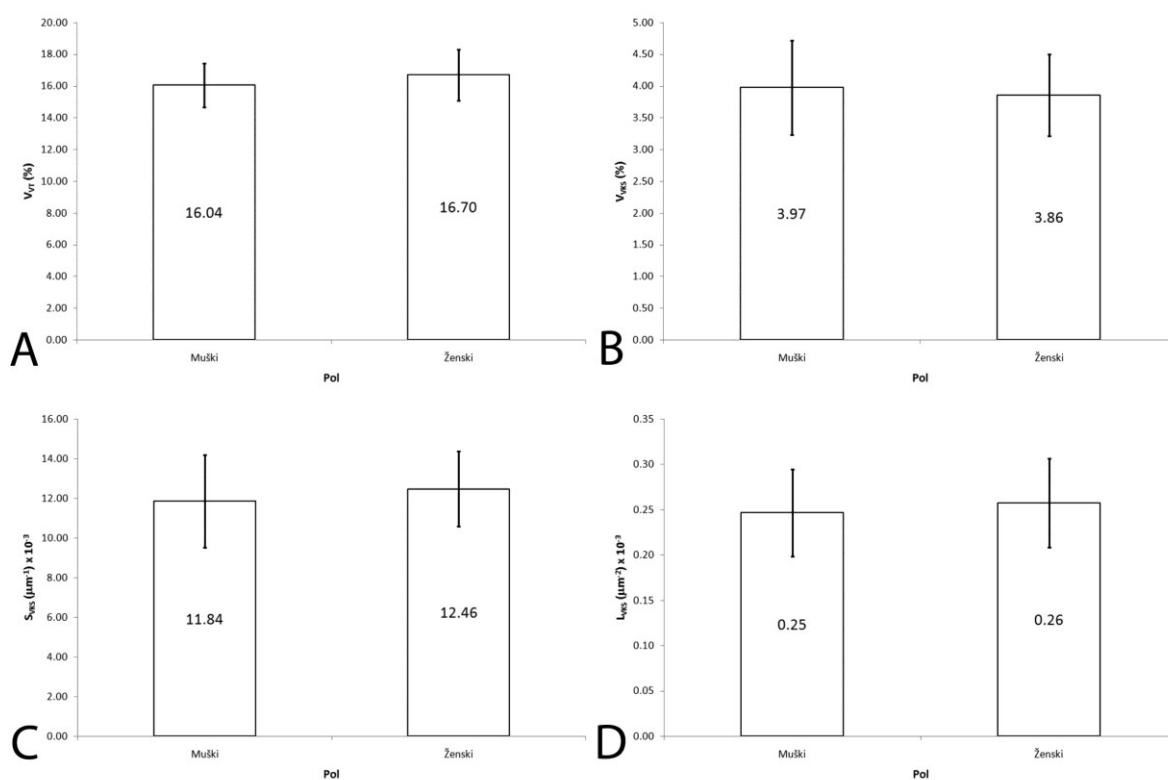 20.00
18.00
16.00
14.00
12.00
10.00
8.00
6.00
4.00
2.00
0.00
V_VT (%)
16.04
16.70
Muški
Ženski
Pol
A
5.00
4.50
4.00
3.50
3.00
2.50
2.00
1.50
1.00
0.50
0.00
V_VKS (%)
3.97
3.86
Muški
Ženski
Pol
B
16.00
14.00
12.00
10.00
8.00
6.00
4.00
2.00
0.00
S_VKS (μm⁻¹) x 10⁻³
11.84
12.46
Muški
Ženski
Pol
C
0.35
0.30
0.25
0.20
0.15
0.10
0.05
0.00
L_VKS (μm⁻²) x 10⁻³
0.25
0.26
Muški
Ženski
Pol
D